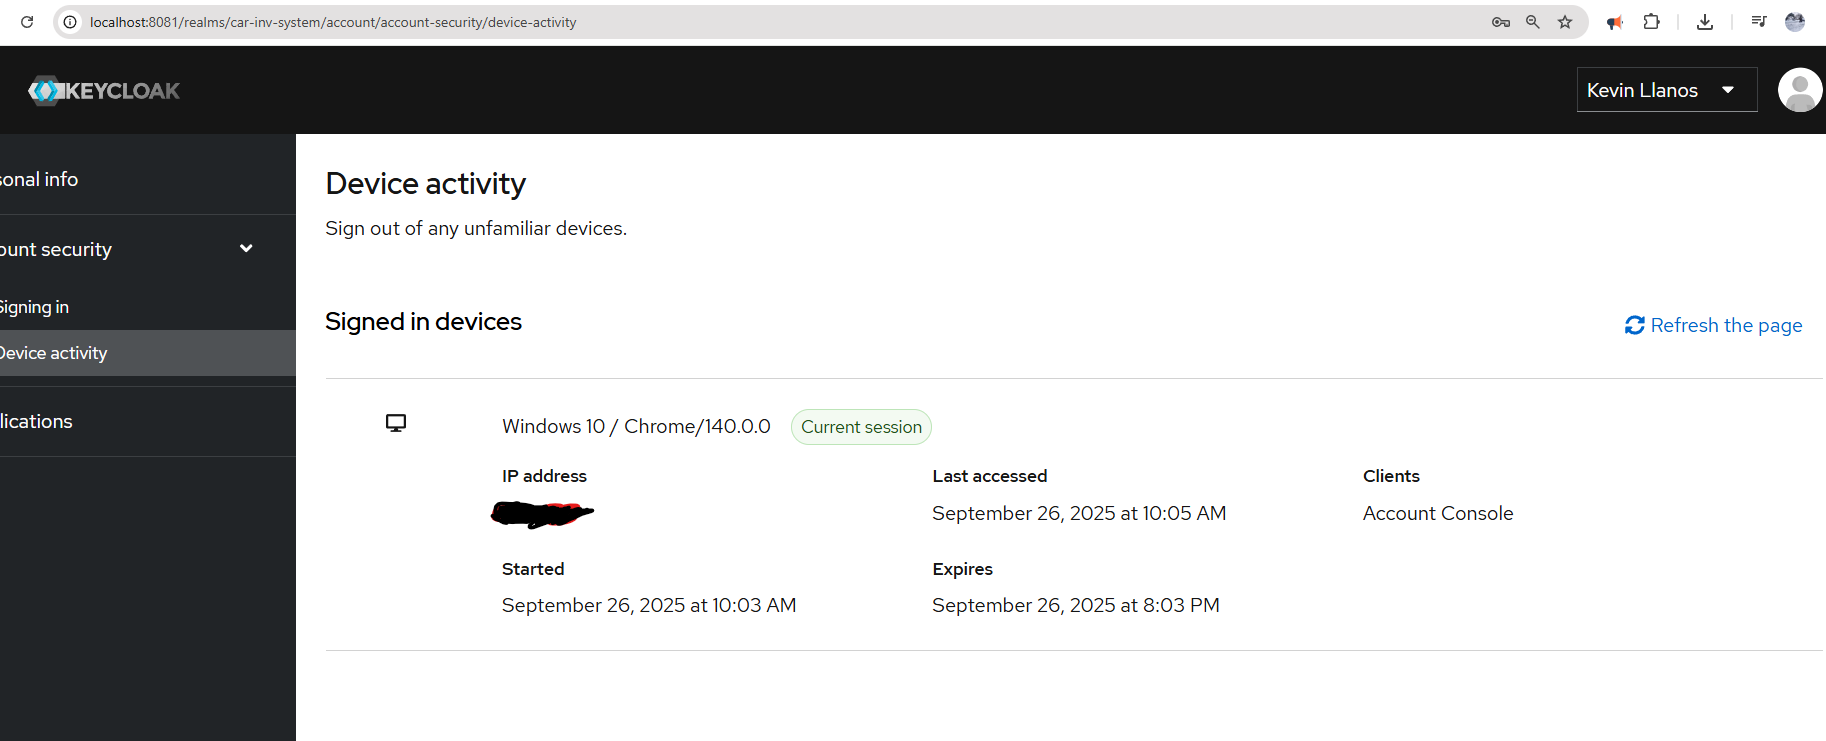 localhost:8081/realms/car-inv-system/account/account-security/device-activity
KEYCLOAK
Kevin Llanos
sonal info
ount security
Signing in
Device activity
lications
Device activity
Sign out of any unfamiliar devices.
Signed in devices
Refresh the page
Windows 10 / Chrome/140.0.0 Current session
IP address Last accessed Clients
September 26, 2025 at 10:05 AM Account Console
Started Expires
September 26, 2025 at 10:03 AM September 26, 2025 at 8:03 PM